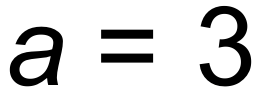 a = 3